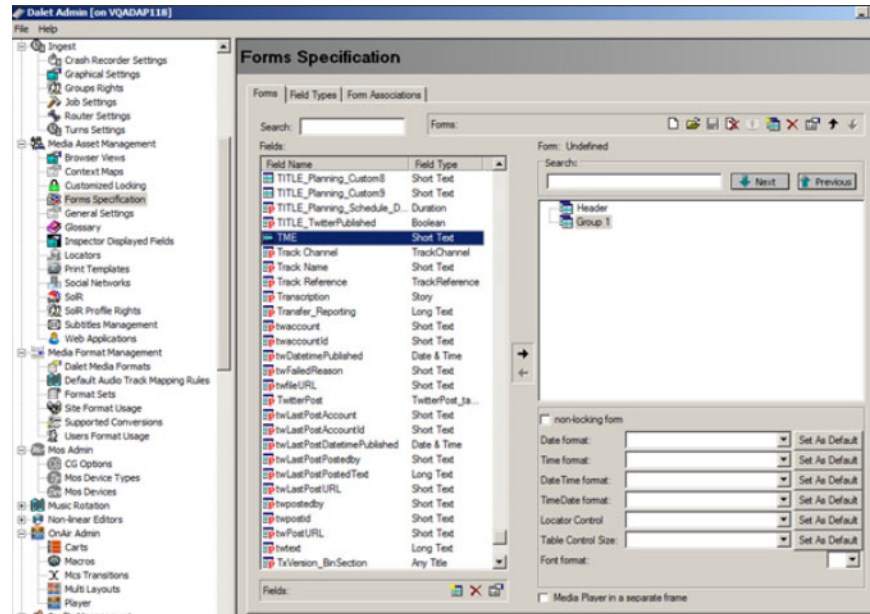 Dalet Admin [on VQADAP118]
File Help
Ingest
Crash Recorder Settings
Graphical Settings
Groups Rights
Job Settings
Router Settings
Turns Settings
Media Asset Management
Browser Views
Context Maps
Customized Locking
Forms Specification
General Settings
Glossary
Inspector Displayed Fields
Locators
Print Templates
Social Networks
SolR
SolR Profile Rights
Subtitles Management
Web Applications
Media Format Management
Dalet Media Formats
Default Audio Track Mapping Rules
Format Sets
Site Format Usage
Supported Conversions
Users Format Usage
Mos Admin
CG Options
Mos Device Types
Mos Devices
Music Rotation
Non-linear Editors
OnAir Admin
Carts
Macros
Mcs Transitions
Multi Layouts
Player
Forms Specification
Forms Field Types Form Associations
Search: Forms:
Fields:
Field Name Field Type
TITLE_Planning_Custom8 Short Text
TITLE_Planning_Custom9 Short Text
TITLE_Planning_Schedule_D... Duration
TITLE_TwitterPublished Boolean
TME Short Text
Track Channel TrackChannel
Track Name Short Text
Track Reference TrackReference
Transcription Story
Transfer_Reporting Long Text
twaccount Short Text
twaccountId Short Text
twDatetimePublished Date & Time
twFailedReason Short Text
twfileURL Short Text
TwitterPost TwitterPost_ta...
twLastPostAccount Short Text
twLastPostAccountId Short Text
twLastPostDatetimePublished Date & Time
twLastPostPostedby Short Text
twLastPostPostedText Long Text
twLastPostURL Short Text
twpostedby Short Text
twpostid Short Text
twPostURL Short Text
twtext Long Text
TxVersion_BinSection Any Title
Fields:
Form: Undefined
Search:
Next Previous
Header
Group 1
non-locking form
Date format: Set As Default
Time format: Set As Default
DateTime format: Set As Default
TimeDate format: Set As Default
Locator Control Set As Default
Table Control Size: Set As Default
Font format:
Media Player in a separate frame